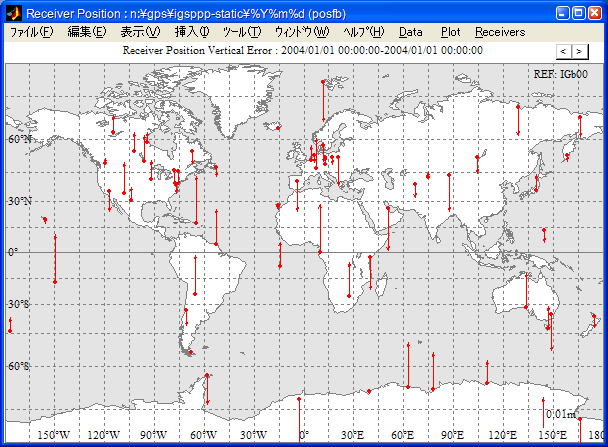 Receiver Position : n:¥gps¥igsppp-static¥%Y%m%d (posfb)
ファイル(F) 編集(E) 表示(V) 挿入(I) ツール(T) ウィンドウ(W) ヘルプ(H) Data Plot Receivers
Receiver Position Vertical Error : 2004/01/01 00:00:00-2004/01/01 00:00:00
< >
REF: IGb00
60°N
30°N
0°
30°S
60°S
0.01m
150°W 120°W 90°W 60°W 30°W 0° 30°E 60°E 90°E 120°E 150°E 180